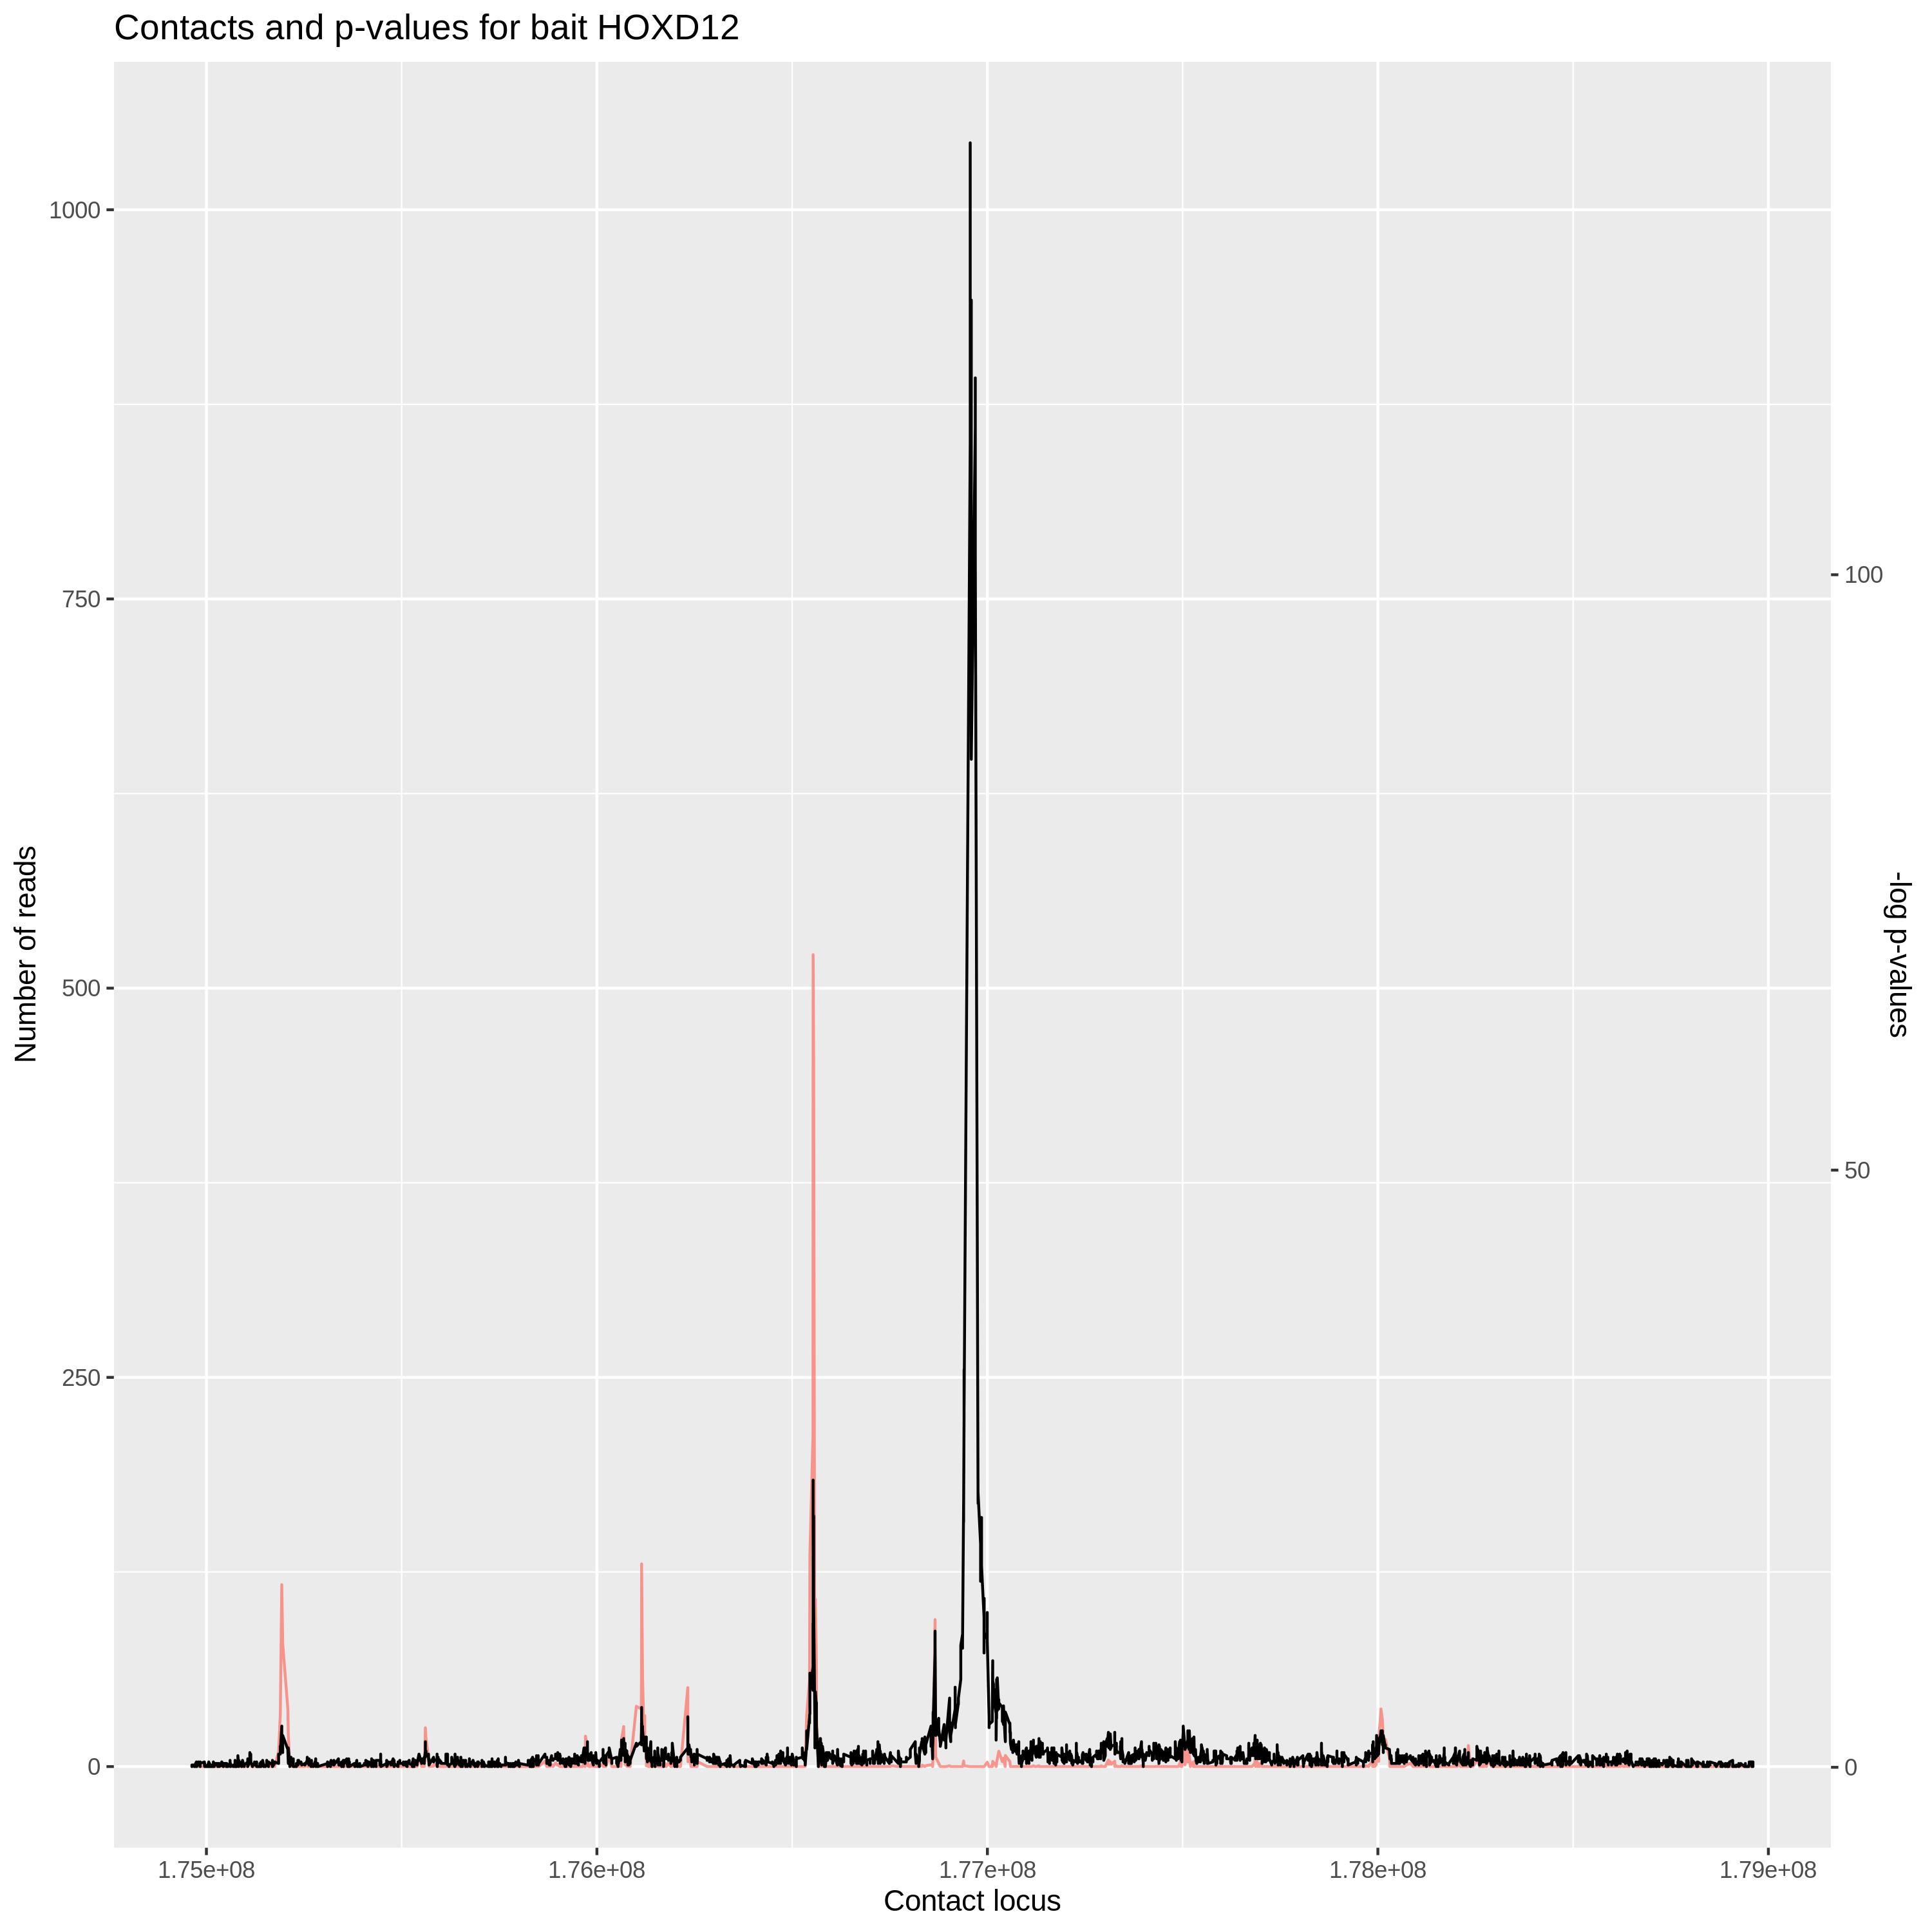 Contacts and p-values for bait HOXD12
1000
750
500
250
0
Number of reads
100
50
0
-log p-values
1.75e+08
1.76e+08
1.77e+08
1.78e+08
1.79e+08
Contact locus